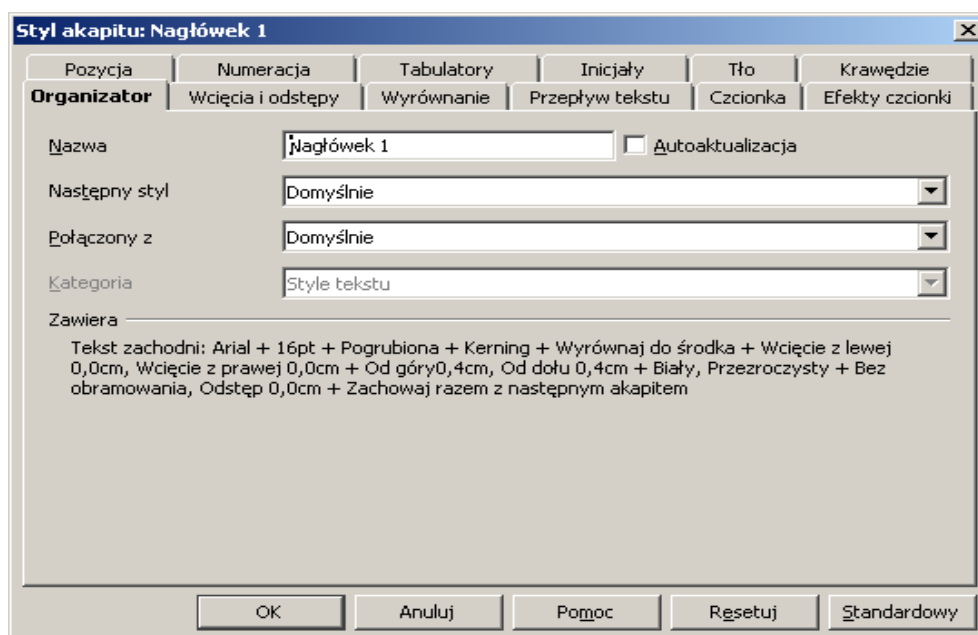 Styl akapitu: Nagłówek 1
Pozycja Numeracja Tabulatory Inicjały Tło Krawędzie
Organizator Wcięcia i odstępy Wyrównanie Przepływ tekstu Czcionka Efekty czcionki
Nazwa Nagłówek 1 Autoaktualizacja
Następny styl Domyślnie
Połączony z Domyślnie
Kategoria Style tekstu
Zawiera
Tekst zachodni: Arial + 16pt + Pogrubiona + Kerning + Wyrównaj do środka + Wcięcie z lewej
0,0cm, Wcięcie z prawej 0,0cm + Od góry0,4cm, Od dołu 0,4cm + Biały, Przezroczysty + Bez
obramowania, Odstęp 0,0cm + Zachowaj razem z następnym akapitem
OK Anuluj Pomoc Resetuj Standardowy